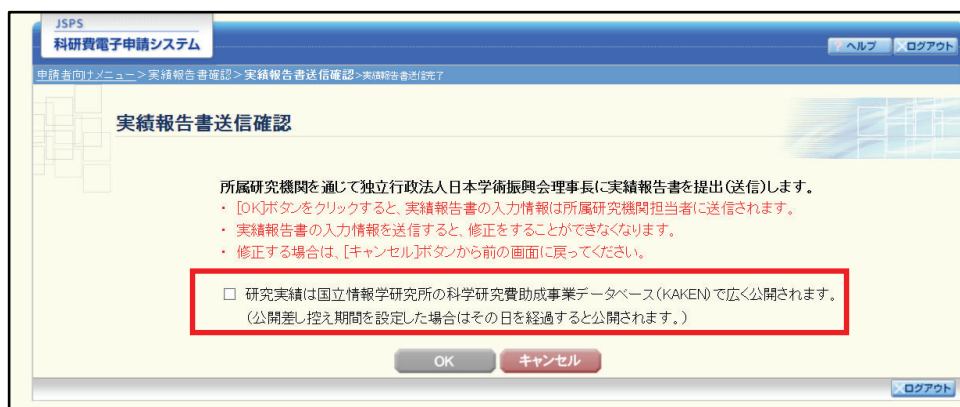 JSPS
科研費電子申請システム
? ヘルプ ×ログアウト
申請者向けメニュー>実績報告書確認>実績報告書送信確認>実績報告書送信完了
実績報告書送信確認
所属研究機関を通じて独立行政法人日本学術振興会理事長に実績報告書を提出(送信)します。
・ [OK]ボタンをクリックすると、実績報告書の入力情報は所属研究機関担当者に送信されます。
・ 実績報告書の入力情報を送信すると、修正をすることができなくなります。
・ 修正する場合は、[キャンセル]ボタンから前の画面に戻ってください。
□ 研究実績は国立情報学研究所の科学研究費助成事業データベース(KAKEN)で広く公開されます。
(公開差し控え期間を設定した場合はその日を経過すると公開されます。)
OK キャンセル
×ログアウト